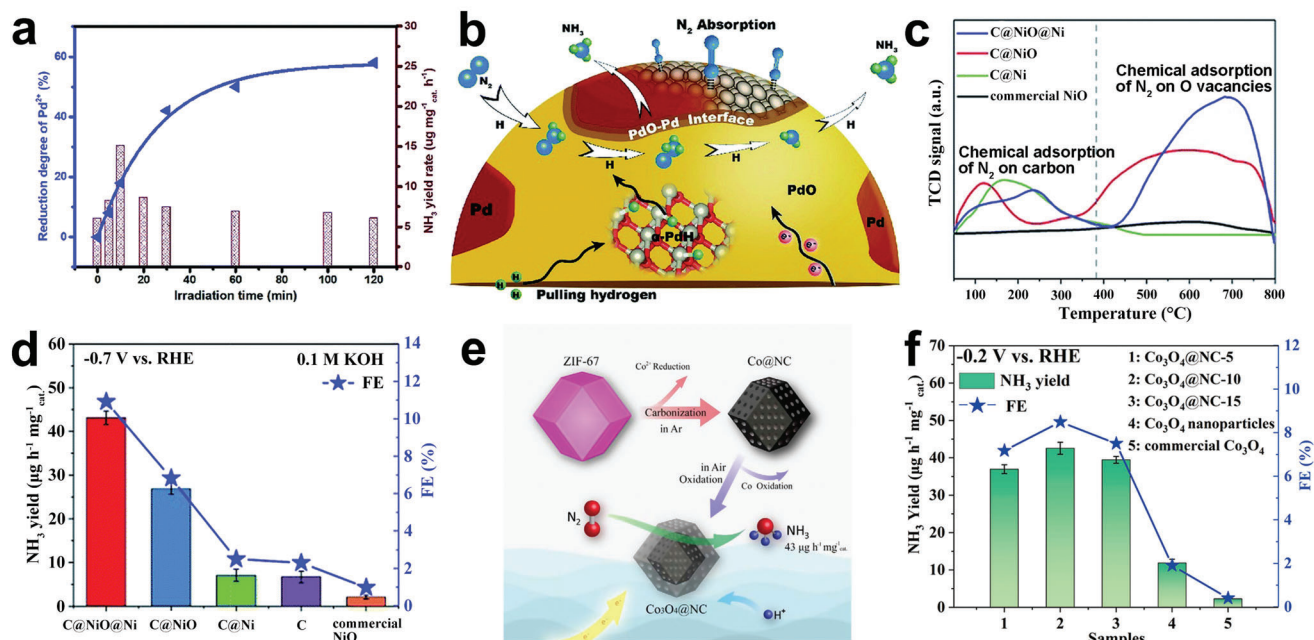 a
Reduction degree of Pd²⁺ (%)
60
40
20
0
0 20 40 60 80 100 120
Irradiation time (min)
30
25
20
15
10
5
0
NH₃ yield rate (ug mg⁻¹cat. h⁻¹)
b
N₂ Absorption
NH₃
NH₃
N₂
H
PdO-Pd Interface
H
H
H
Pd
PdO
Pd
α-PdH
e⁻
e⁻
H
H H
Pulling hydrogen
c
TCD signal (a.u.)
C@NiO@Ni
C@NiO
C@Ni
commercial NiO
Chemical adsorption
of N₂ on O vacancies
Chemical adsorption
of N₂ on carbon
100 200 300 400 500 600 700 800
Temperature (°C)
d
-0.7 V vs. RHE
0.1 M KOH
FE
NH₃ yield (µg h⁻¹ mg⁻¹cat.)
60
50
40
30
20
10
0
14
12
10
8
6
4
2
0
FE (%)
C@NiO@Ni C@NiO C@Ni C commercial
NiO
e
ZIF-67
Co@NC
Co²⁺ Reduction
Carbonization
in Ar
in Air
Oxidation
Co Oxidation
N₂
NH₃
43 µg h⁻¹ mg⁻¹cat.
Co₃O₄@NC
H⁺
f
-0.2 V vs. RHE
NH₃ yield
FE
1: Co₃O₄@NC-5
2: Co₃O₄@NC-10
3: Co₃O₄@NC-15
4: Co₃O₄ nanoparticles
5: commercial Co₃O₄
NH₃ Yield (µg h⁻¹ mg⁻¹cat.)
70
60
50
40
30
20
10
0
12
10
8
6
4
2
0
FE (%)
1 2 3 4 5
Samples